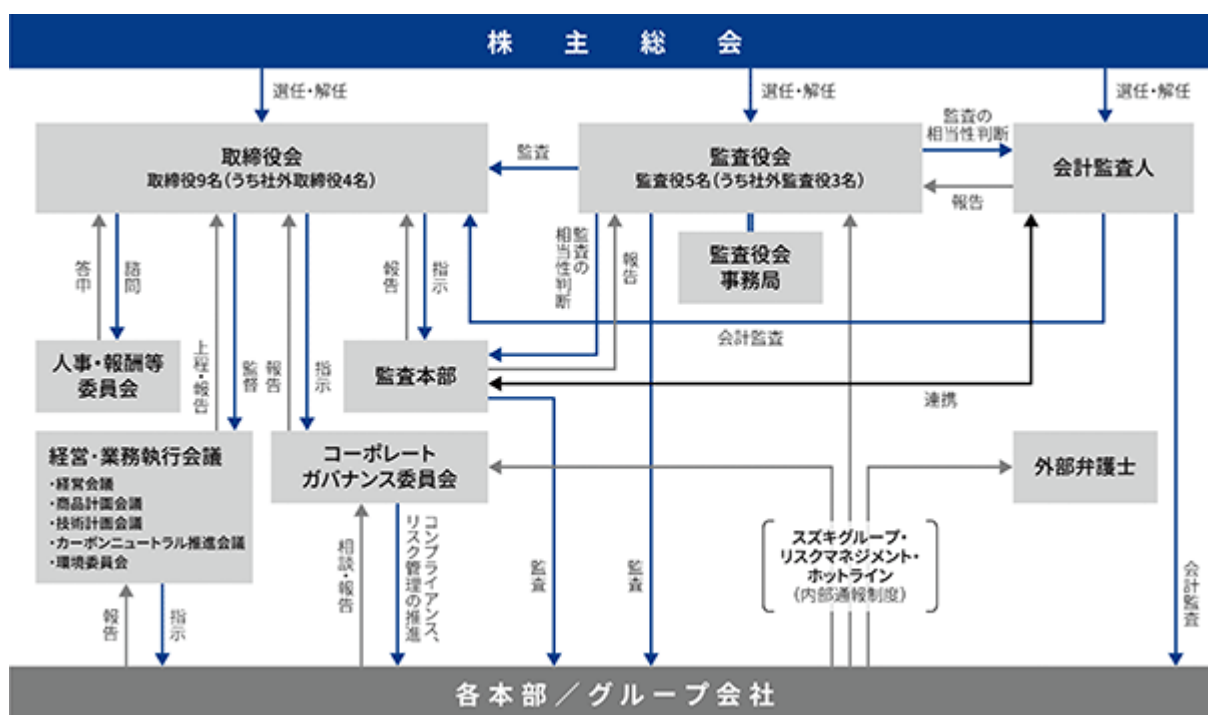 株主総会
選任・解任
選任・解任
選任・解任
取締役会
取締役9名(うち社外取締役4名)
監査
監査役会
監査役5名(うち社外監査役3名)
監査の
相当性判断
報告
会計監査人
答申
諮問
上程・報告
監督
報告
指示
報告
指示
監査の
相当性判断
報告
監査役会
事務局
会計監査
人事・報酬等
委員会
監査本部
連携
経営・業務執行会議
・経営会議
・商品計画会議
・技術計画会議
・カーボンニュートラル推進会議
・環境委員会
コーポレート
ガバナンス委員会
外部弁護士
スズキグループ・
リスクマネジメント・
ホットライン
(内部通報制度)
報告
指示
相談・報告
コンプライアンス、
リスク管理の推進
監査
監査
会計監査
各本部/グループ会社